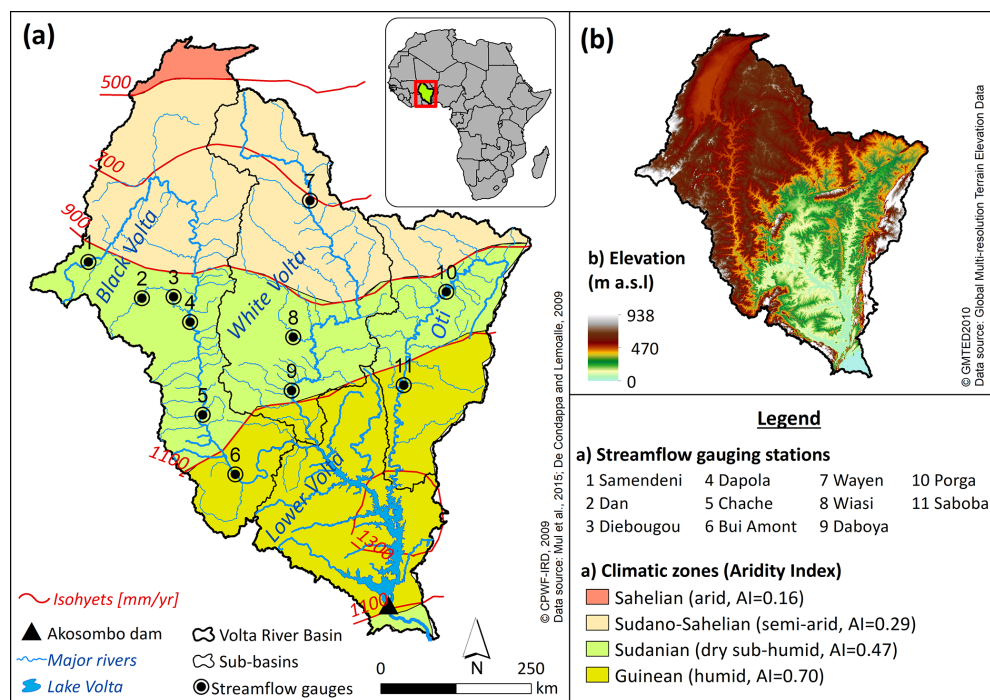 (a)
500
700
900
1100
1300
1100
Black Volta
White Volta
Oti
Lower Volta
1
2
3
4
5
6
7
8
9
10
11
Isohyets [mm/yr]
Akosombo dam
Major rivers
Lake Volta
Volta River Basin
Sub-basins
Streamflow gauges
N
0 250
km
© CPWF-IRD, 2009
Data source: Mul et al., 2015; De Condappa and Lemoalle, 2009
(b)
b) Elevation
(m a.s.l)
938
470
0
© GMTED2010
Data source: Global Multi-resolution Terrain Elevation Data
Legend
a) Streamflow gauging stations
1 Samendeni 4 Dapola 7 Wayen 10 Porga
2 Dan 5 Chache 8 Wiasi 11 Saboba
3 Diebougou 6 Bui Amont 9 Daboya
a) Climatic zones (Aridity Index)
Sahelian (arid, AI=0.16)
Sudano-Sahelian (semi-arid, AI=0.29)
Sudanian (dry sub-humid, AI=0.47)
Guinean (humid, AI=0.70)